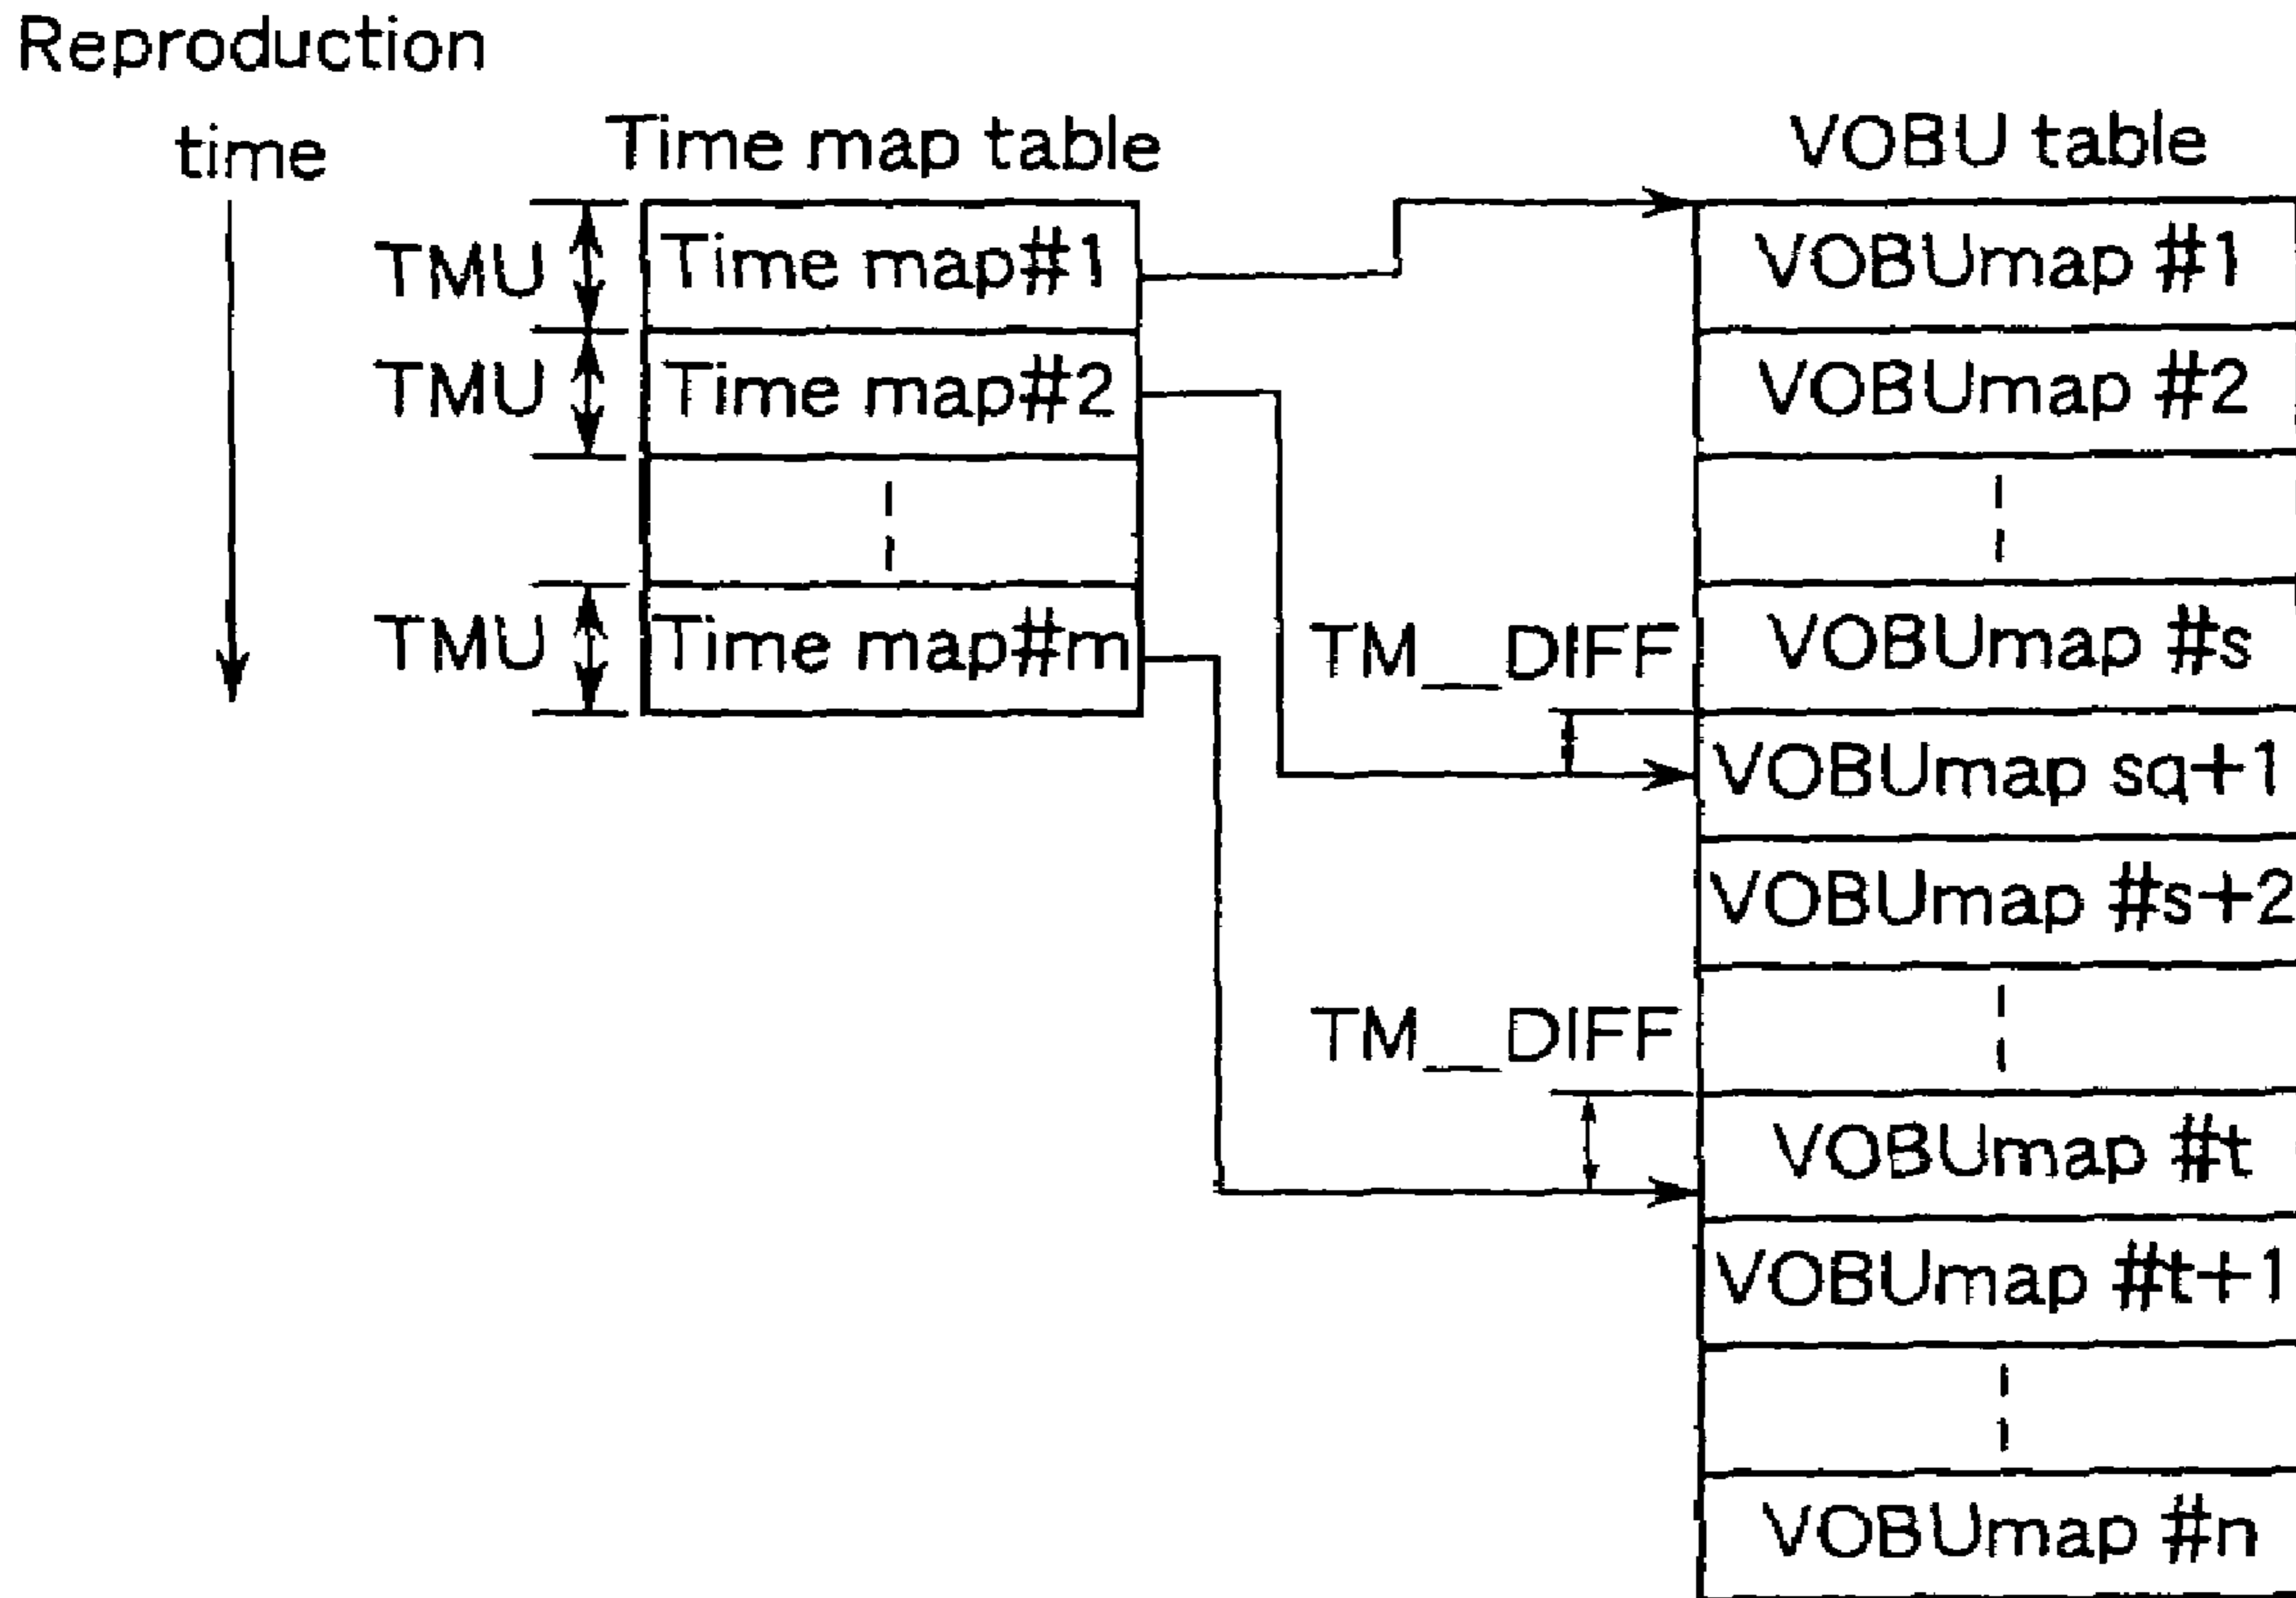 Reproduction
time
Time map table
VOBU table
TMU
Time map#1
VOBUmap #1
TMU
Time map#2
VOBUmap #2
TMU
Time map#m
TM__DIFF
VOBUmap #s
VOBUmap sq+1
VOBUmap #s+2
TM__DIFF
VOBUmap #t
VOBUmap #t+1
VOBUmap #n